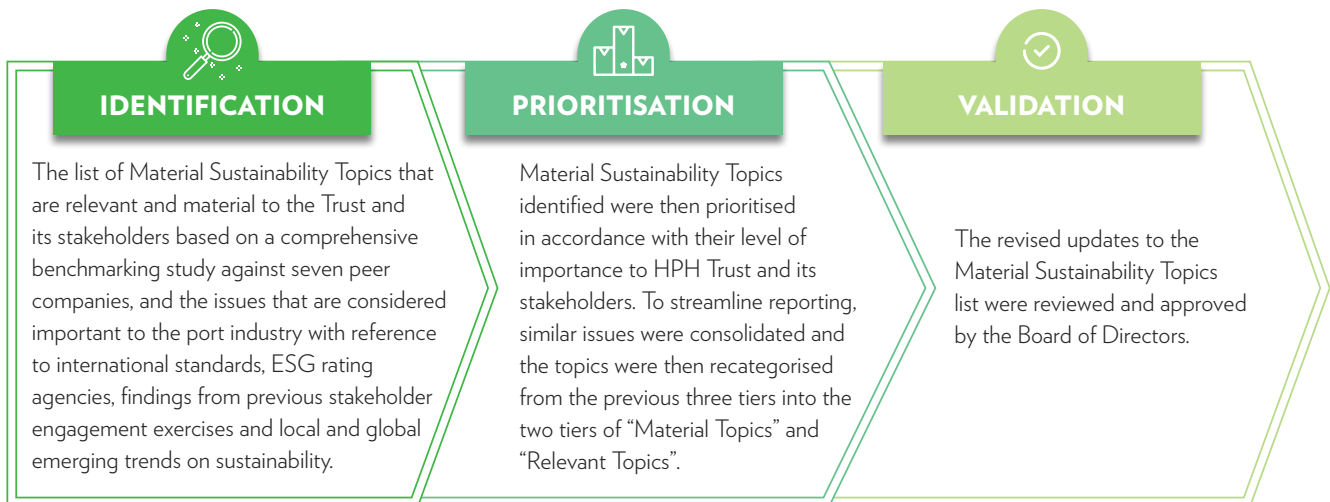 IDENTIFICATION
The list of Material Sustainability Topics that
are relevant and material to the Trust and
its stakeholders based on a comprehensive
benchmarking study against seven peer
companies, and the issues that are considered
important to the port industry with reference
to international standards, ESG rating
agencies, findings from previous stakeholder
engagement exercises and local and global
emerging trends on sustainability.
PRIORITISATION
Material Sustainability Topics
identified were then prioritised
in accordance with their level of
importance to HPH Trust and its
stakeholders. To streamline reporting,
similar issues were consolidated and
the topics were then recategorised
from the previous three tiers into the
two tiers of “Material Topics” and
“Relevant Topics”.
VALIDATION
The revised updates to the
Material Sustainability Topics
list were reviewed and approved
by the Board of Directors.